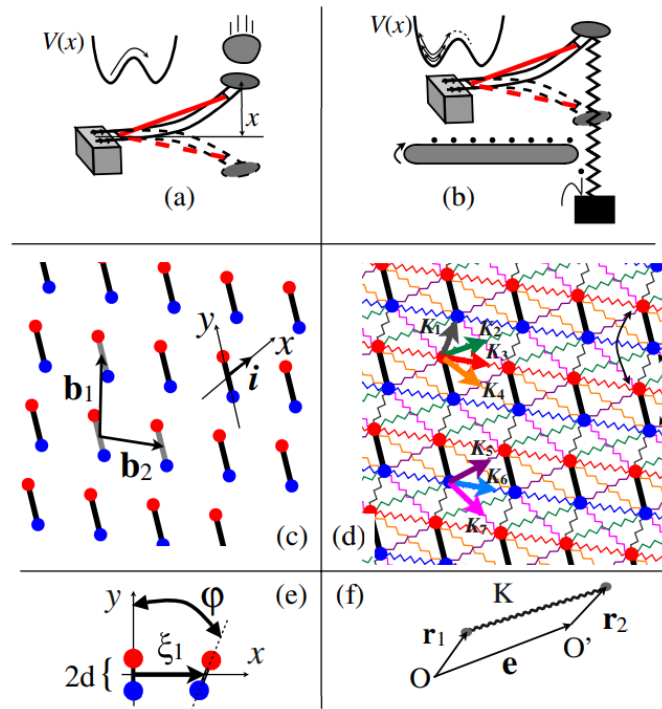 V(x)
x
(a)
V(x)
(b)
b₁
b₂
y
x
i
(c)
K₁
K₂
K₃
K₄
K₅
K₆
K₇
(d)
y
φ
(e)
ξ₁
x
2d {
(f)
K
r₁
r₂
O
e
O'